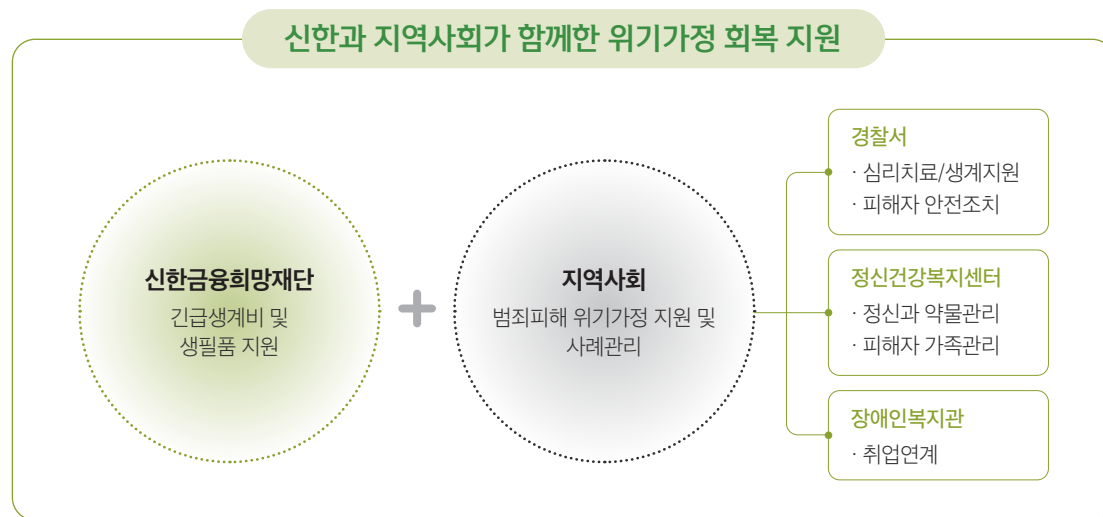 신한과 지역사회가 함께한 위기가정 회복 지원
신한금융희망재단
긴급생계비 및
생필품 지원
지역사회
범죄피해 위기가정 지원 및
사례관리
경찰서
· 심리치료/생계지원
· 피해자 안전조치
정신건강복지센터
· 정신과 약물관리
· 피해자 가족관리
장애인복지관
· 취업연계